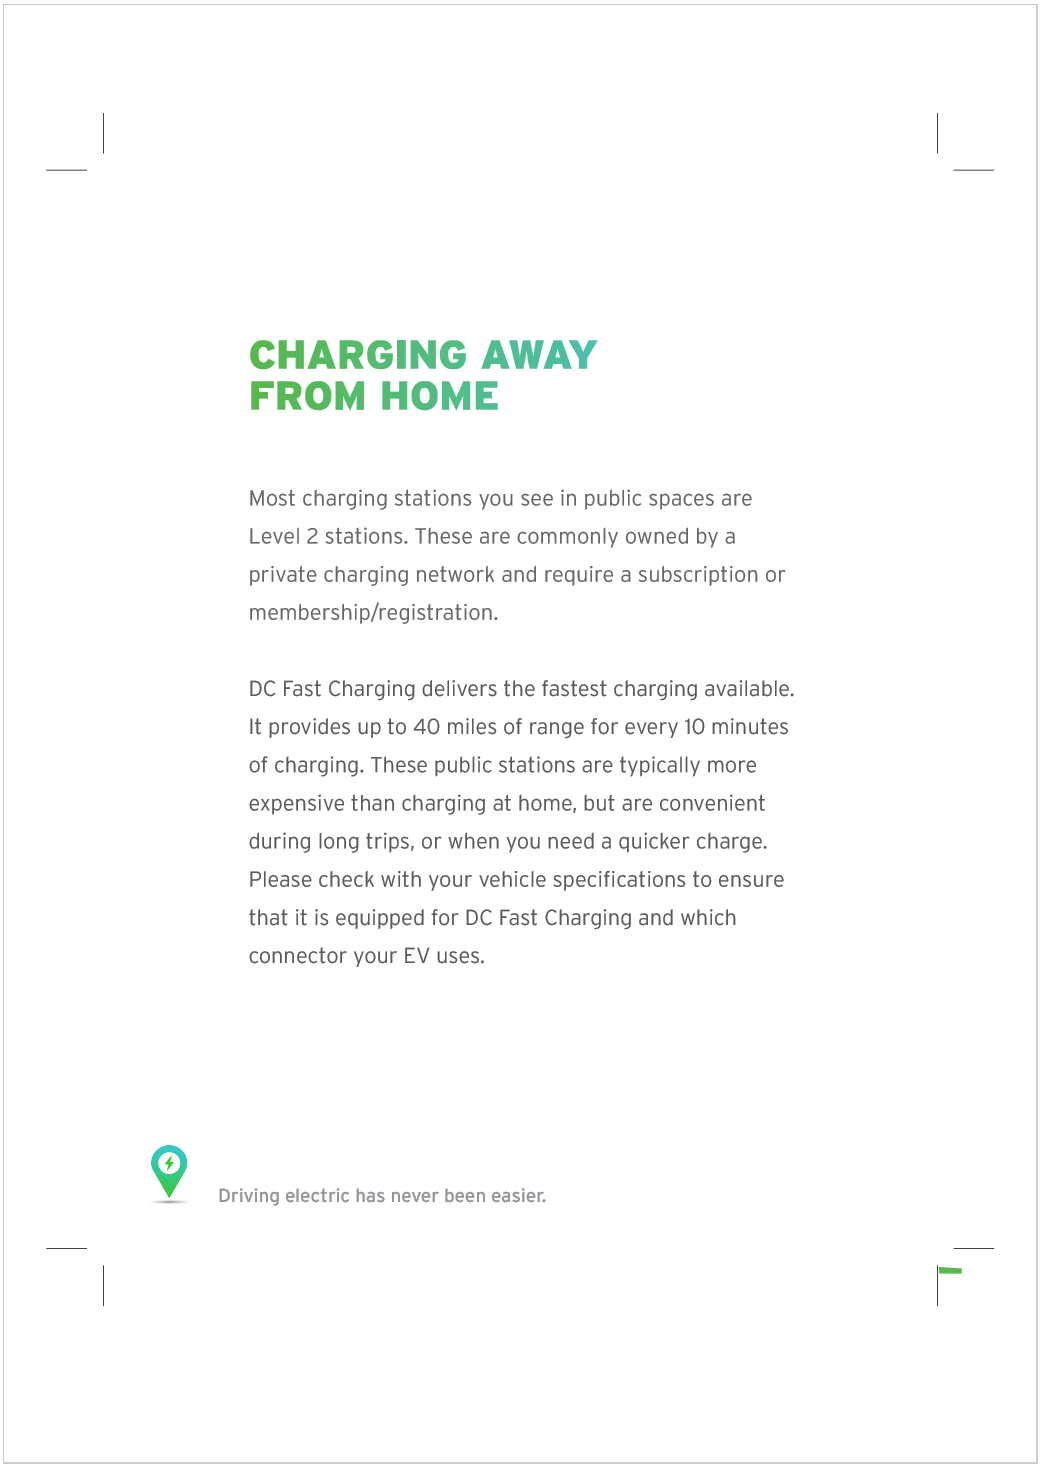 CHARGING AWAY
FROM HOME
Most charging stations you see in public spaces are
Level 2 stations. These are commonly owned by a
private charging network and require a subscription or
membership/registration.
DC Fast Charging delivers the fastest charging available.
It provides up to 40 miles of range for every 10 minutes
of charging. These public stations are typically more
expensive than charging at home, but are convenient
during long trips, or when you need a quicker charge.
Please check with your vehicle specifications to ensure
that it is equipped for DC Fast Charging and which
connector your EV uses.
Driving electric has never been easier.